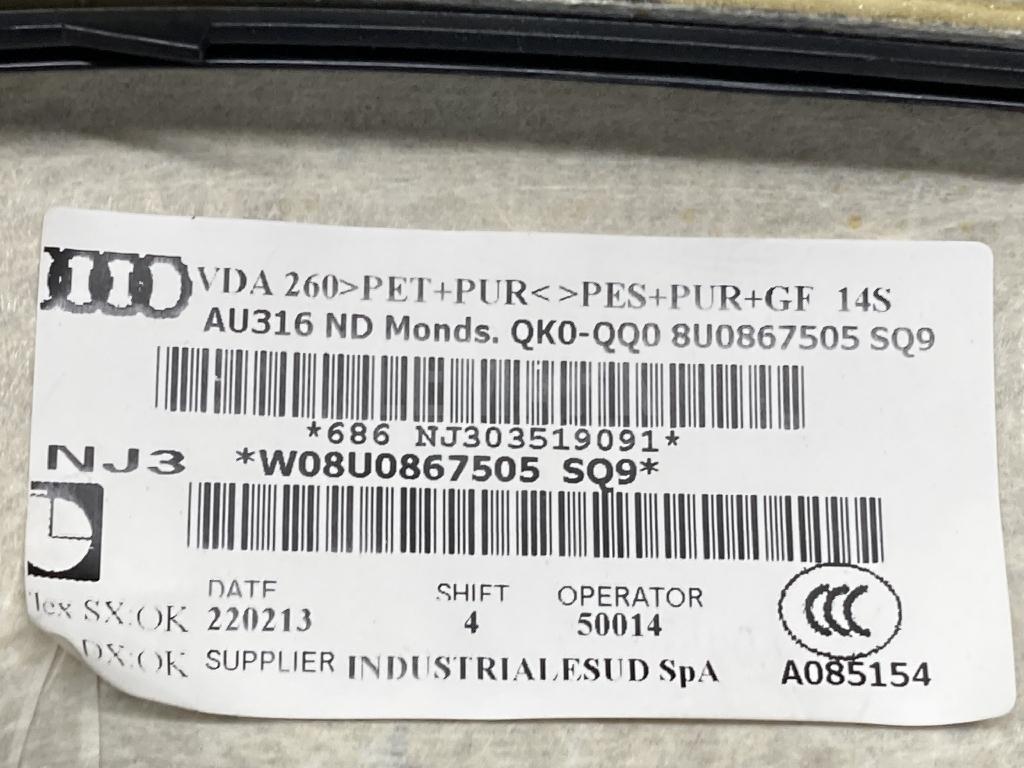 VDA 260>PET+PUR< >PES+PUR+GF 14S
AU316 ND Monds. QK0-QQ0 8U0867505 SQ9
*686 NJ303519091*
NJ3 *W08U0867505 SQ9*
DATE SHIFT OPERATOR
SX:OK 220213 4 50014
CCC
DX:OK SUPPLIER INDUSTRIALESUD SpA A085154